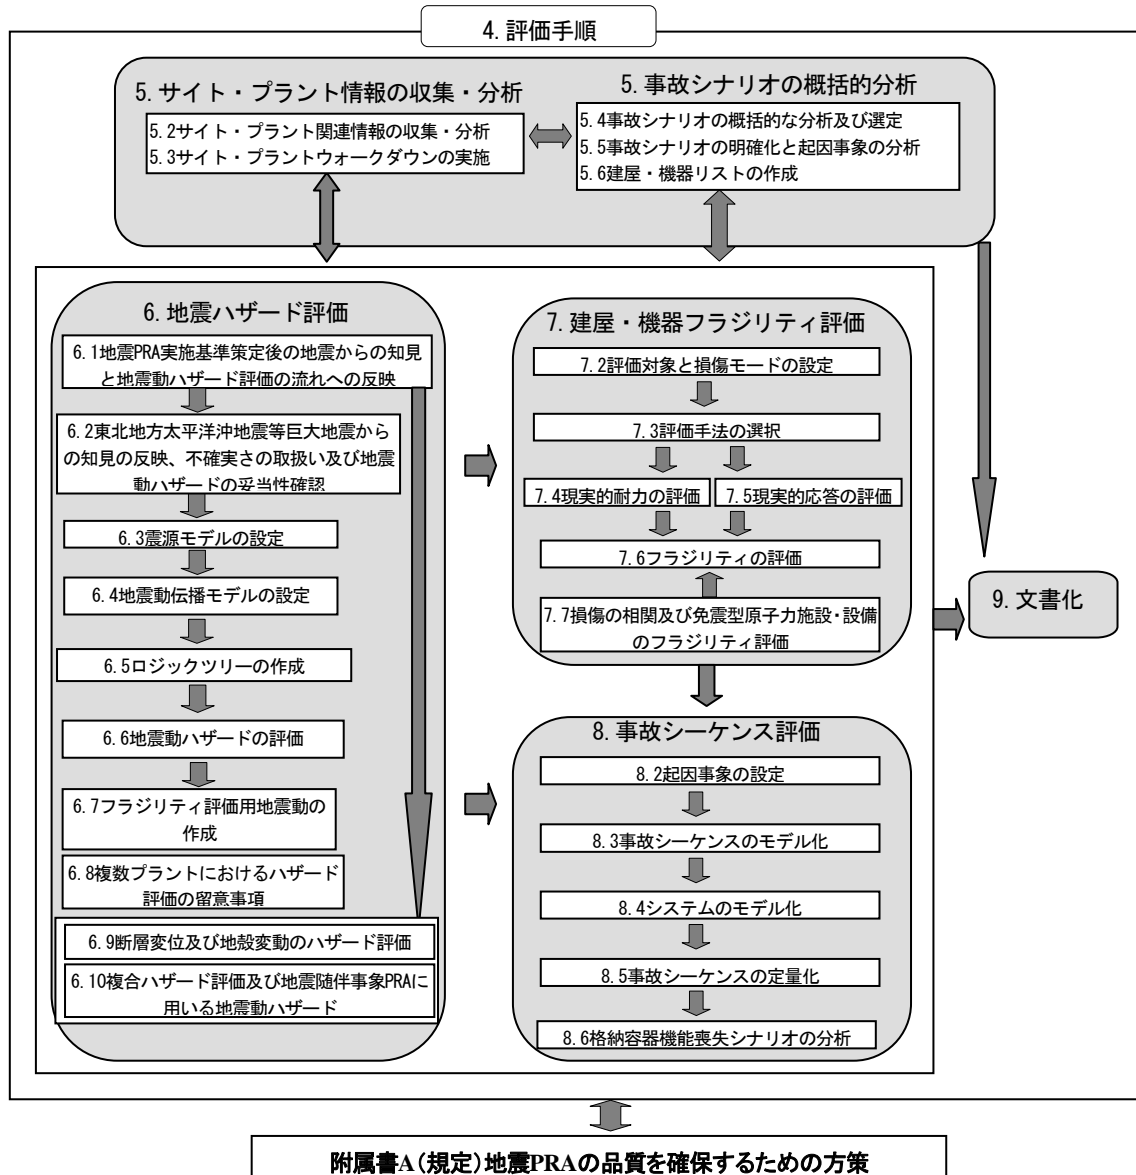 4. 評価手順
5. サイト・プラント情報の収集・分析
5. 2サイト・プラント関連情報の収集・分析
5. 3サイト・プラントウォークダウンの実施
5. 事故シナリオの概括的分析
5. 4事故シナリオの概括的な分析及び選定
5. 5事故シナリオの明確化と起因事象の分析
5. 6建屋・機器リストの作成
6. 地震ハザード評価
6. 1地震PRA実施基準策定後の地震からの知見
と地震動ハザード評価の流れへの反映
6. 2東北地方太平洋沖地震等巨大地震から
の知見の反映、不確実さの取扱い及び地震
動ハザードの妥当性確認
6. 3震源モデルの設定
6. 4地震動伝播モデルの設定
6. 5ロジックツリーの作成
6. 6地震動ハザードの評価
6. 7フラジリティ評価用地震動の
作成
6. 8複数プラントにおけるハザード
評価の留意事項
6. 9断層変位及び地殻変動のハザード評価
6. 10複合ハザード評価及び地震随伴事象PRAに
用いる地震動ハザード
7. 建屋・機器フラジリティ評価
7. 2評価対象と損傷モードの設定
7. 3評価手法の選択
7. 4現実的耐力の評価
7. 5現実的応答の評価
7. 6フラジリティの評価
7. 7損傷の相関及び免震型原子力施設・設備
のフラジリティ評価
8. 事故シーケンス評価
8. 2起因事象の設定
8. 3事故シーケンスのモデル化
8. 4システムのモデル化
8. 5事故シーケンスの定量化
8. 6格納容器機能喪失シナリオの分析
9. 文書化
附属書A(規定)地震PRAの品質を確保するための方策